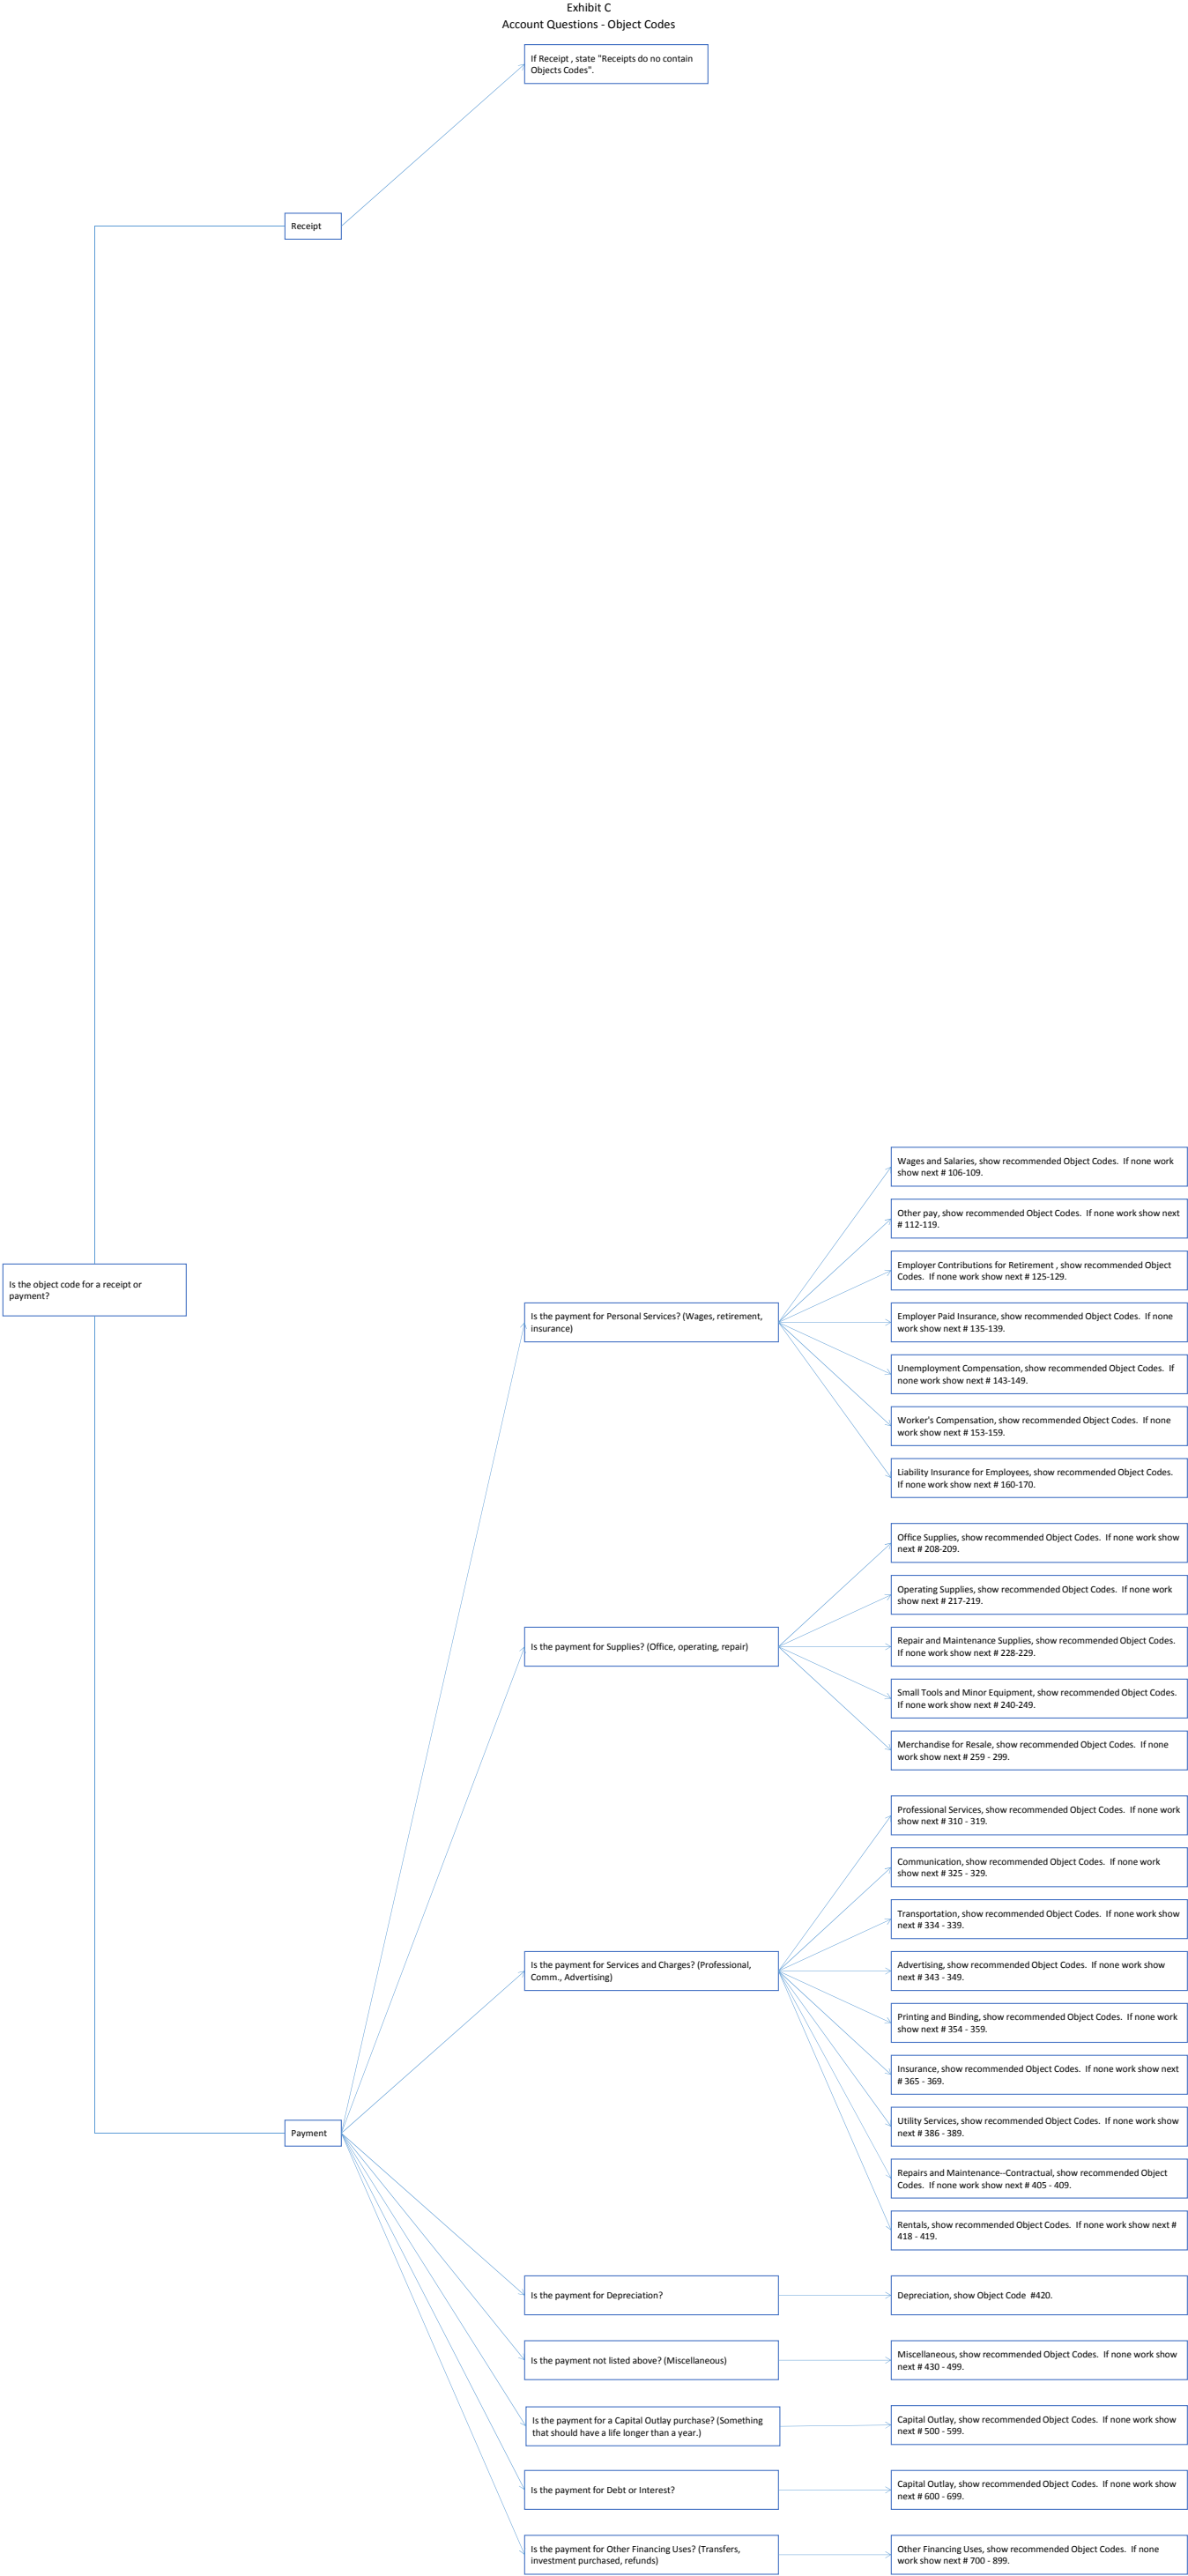 Exhibit C
Account Questions - Object Codes
If Receipt , state "Receipts do no contain
Objects Codes".
Receipt
Is the object code for a receipt or
payment?
Payment
Is the payment for Personal Services? (Wages, retirement,
insurance)
Wages and Salaries, show recommended Object Codes.  If none work
show next # 106-109.
Other pay, show recommended Object Codes.  If none work show next
# 112-119.
Employer Contributions for Retirement , show recommended Object
Codes.  If none work show next # 125-129.
Employer Paid Insurance, show recommended Object Codes.  If none
work show next # 135-139.
Unemployment Compensation, show recommended Object Codes.  If
none work show next # 143-149.
Worker's Compensation, show recommended Object Codes.  If none
work show next # 153-159.
Liability Insurance for Employees, show recommended Object Codes.
If none work show next # 160-170.
Is the payment for Supplies? (Office, operating, repair)
Office Supplies, show recommended Object Codes.  If none work show
next # 208-209.
Operating Supplies, show recommended Object Codes.  If none work
show next # 217-219.
Repair and Maintenance Supplies, show recommended Object Codes.
If none work show next # 228-229.
Small Tools and Minor Equipment, show recommended Object Codes.
If none work show next # 240-249.
Merchandise for Resale, show recommended Object Codes.  If none
work show next # 259 - 299.
Is the payment for Services and Charges? (Professional,
Comm., Advertising)
Professional Services, show recommended Object Codes.  If none work
show next # 310 - 319.
Communication, show recommended Object Codes.  If none work
show next # 325 - 329.
Transportation, show recommended Object Codes.  If none work show
next # 334 - 339.
Advertising, show recommended Object Codes.  If none work show
next # 343 - 349.
Printing and Binding, show recommended Object Codes.  If none work
show next # 354 - 359.
Insurance, show recommended Object Codes.  If none work show next
# 365 - 369.
Utility Services, show recommended Object Codes.  If none work show
next # 386 - 389.
Repairs and Maintenance--Contractual, show recommended Object
Codes.  If none work show next # 405 - 409.
Rentals, show recommended Object Codes.  If none work show next #
418 - 419.
Is the payment for Depreciation?
Depreciation, show Object Code  #420.
Is the payment not listed above? (Miscellaneous)
Miscellaneous, show recommended Object Codes.  If none work show
next # 430 - 499.
Is the payment for a Capital Outlay purchase? (Something
that should have a life longer than a year.)
Capital Outlay, show recommended Object Codes.  If none work show
next # 500 - 599.
Is the payment for Debt or Interest?
Capital Outlay, show recommended Object Codes.  If none work show
next # 600 - 699.
Is the payment for Other Financing Uses? (Transfers,
investment purchased, refunds)
Other Financing Uses, show recommended Object Codes.  If none
work show next # 700 - 899.